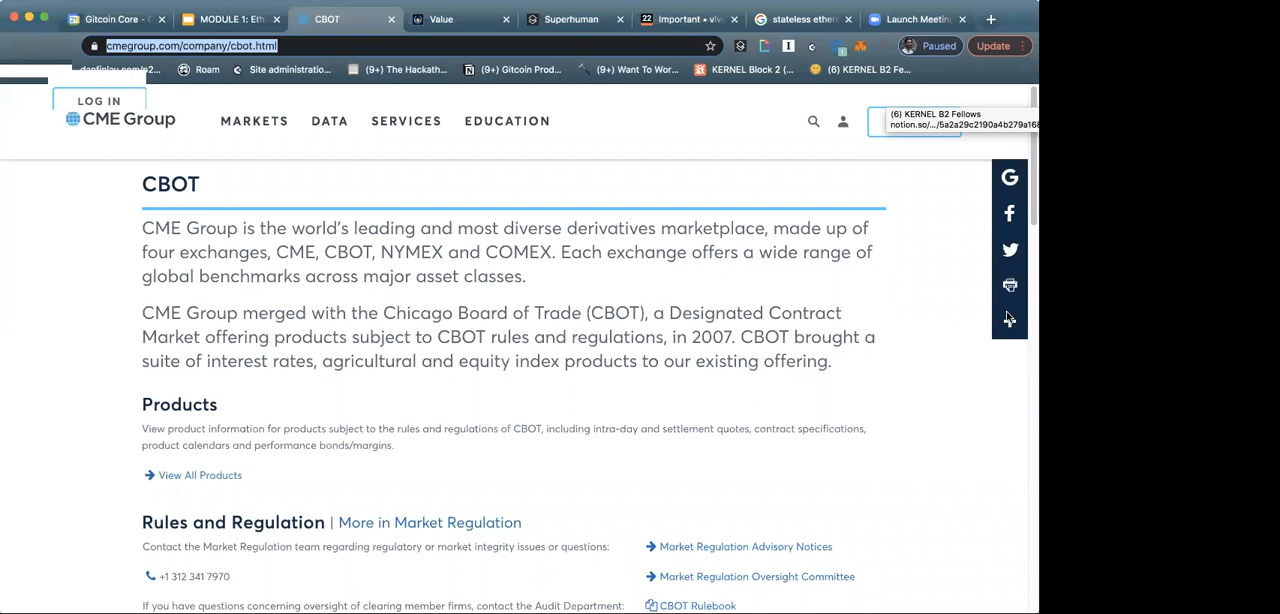 Gitcoin Core -
MODULE 1: Eth
CBOT
Value
Superhuman
Important • viv
stateless ether
Launch Meetin
cmegroup.com/company/cbot.html
Paused
Update
Roam
Site administratio...
(9+) The Hackath...
(9+) Gitcoin Prod...
(9+) Want To Wor...
KERNEL Block 2 (...
(6) KERNEL B2 Fe...
LOG IN
CME Group
MARKETS
DATA
SERVICES
EDUCATION
(6) KERNEL B2 Fellows
notion.so/.../5a2a29c2190a4b279a168
CBOT
CME Group is the world's leading and most diverse derivatives marketplace, made up of
four exchanges, CME, CBOT, NYMEX and COMEX. Each exchange offers a wide range of
global benchmarks across major asset classes.
CME Group merged with the Chicago Board of Trade (CBOT), a Designated Contract
Market offering products subject to CBOT rules and regulations, in 2007. CBOT brought a
suite of interest rates, agricultural and equity index products to our existing offering.
Products
View product information for products subject to the rules and regulations of CBOT, including intra-day and settlement quotes, contract specifications,
product calendars and performance bonds/margins.
View All Products
Rules and Regulation | More in Market Regulation
Contact the Market Regulation team regarding regulatory or market integrity issues or questions:
+1 312 341 7970
If you have questions concerning oversight of clearing member firms, contact the Audit Department:
Market Regulation Advisory Notices
Market Regulation Oversight Committee
CBOT Rulebook